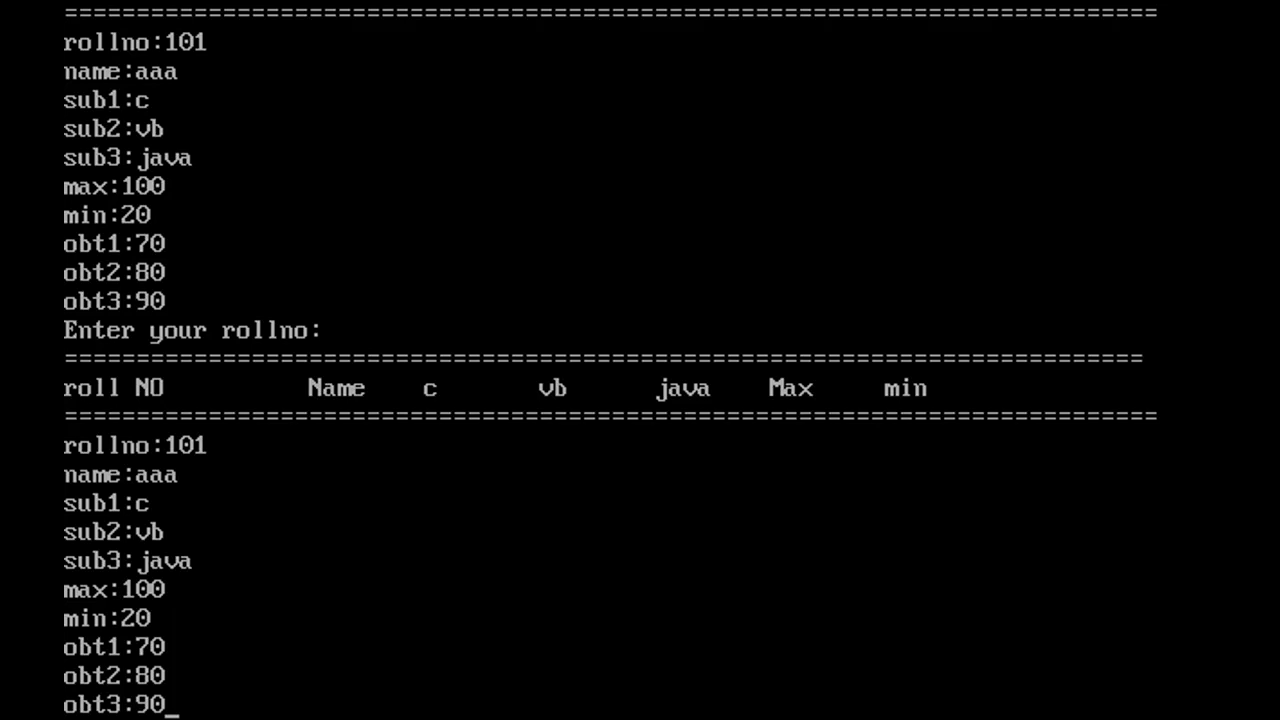 ============================================================================
rollno:101
name:aaa
sub1:c
sub2:vb
sub3:java
max:100
min:20
obt1:70
obt2:80
obt3:90
Enter your rollno:
===========================================================================
roll NO Name c vb java Max min
============================================================================
rollno:101
name:aaa
sub1:c
sub2:vb
sub3:java
max:100
min:20
obt1:70
obt2:80
obt3:90_